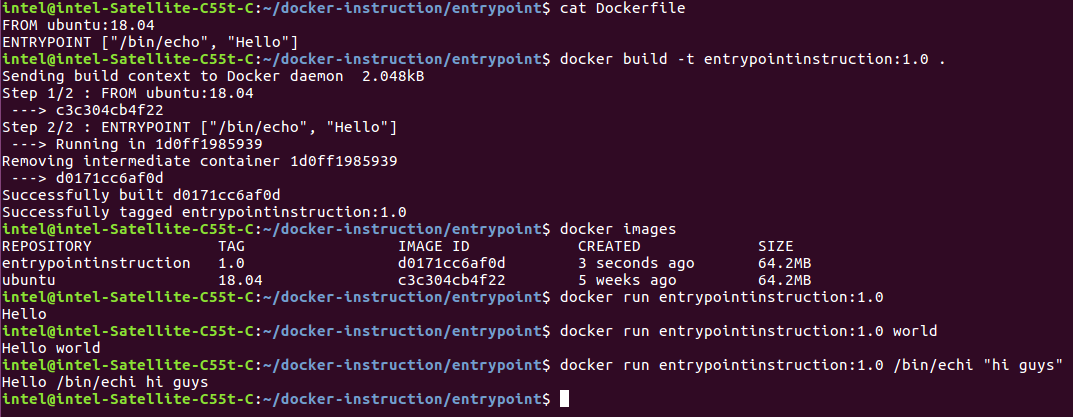 intel@intel-Satellite-C55t-C:~/docker-instruction/entrypoint$ cat Dockerfile
FROM ubuntu:18.04
ENTRYPOINT ["/bin/echo", "Hello"]
intel@intel-Satellite-C55t-C:~/docker-instruction/entrypoint$ docker build -t entrypointinstruction:1.0 .
Sending build context to Docker daemon  2.048kB
Step 1/2 : FROM ubuntu:18.04
 ---> c3c304cb4f22
Step 2/2 : ENTRYPOINT ["/bin/echo", "Hello"]
 ---> Running in 1d0ff1985939
Removing intermediate container 1d0ff1985939
 ---> d0171cc6af0d
Successfully built d0171cc6af0d
Successfully tagged entrypointinstruction:1.0
intel@intel-Satellite-C55t-C:~/docker-instruction/entrypoint$ docker images
REPOSITORY              TAG                 IMAGE ID            CREATED             SIZE
entrypointinstruction   1.0                 d0171cc6af0d        3 seconds ago       64.2MB
ubuntu                  18.04               c3c304cb4f22        5 weeks ago         64.2MB
intel@intel-Satellite-C55t-C:~/docker-instruction/entrypoint$ docker run entrypointinstruction:1.0
Hello
intel@intel-Satellite-C55t-C:~/docker-instruction/entrypoint$ docker run entrypointinstruction:1.0 world
Hello world
intel@intel-Satellite-C55t-C:~/docker-instruction/entrypoint$ docker run entrypointinstruction:1.0 /bin/echi "hi guys"
Hello /bin/echi hi guys
intel@intel-Satellite-C55t-C:~/docker-instruction/entrypoint$